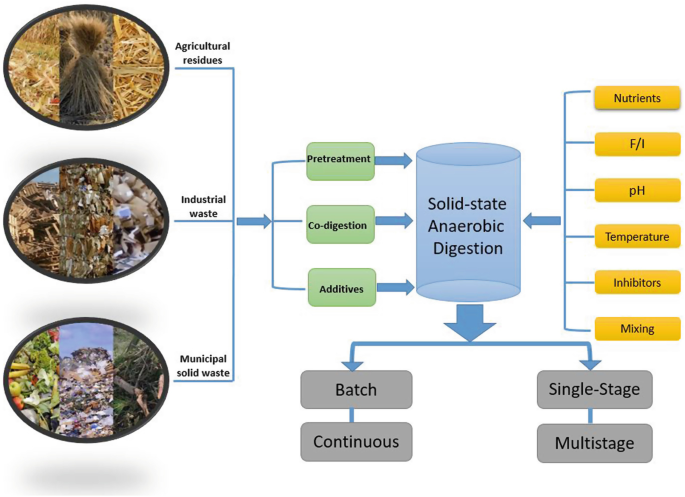 Agricultural
residues
Industrial
waste
Municipal
solid waste
Pretreatment
Co-digestion
Additives
Solid-state
Anaerobic
Digestion
Nutrients
F/I
pH
Temperature
Inhibitors
Mixing
Batch
Continuous
Single-Stage
Multistage